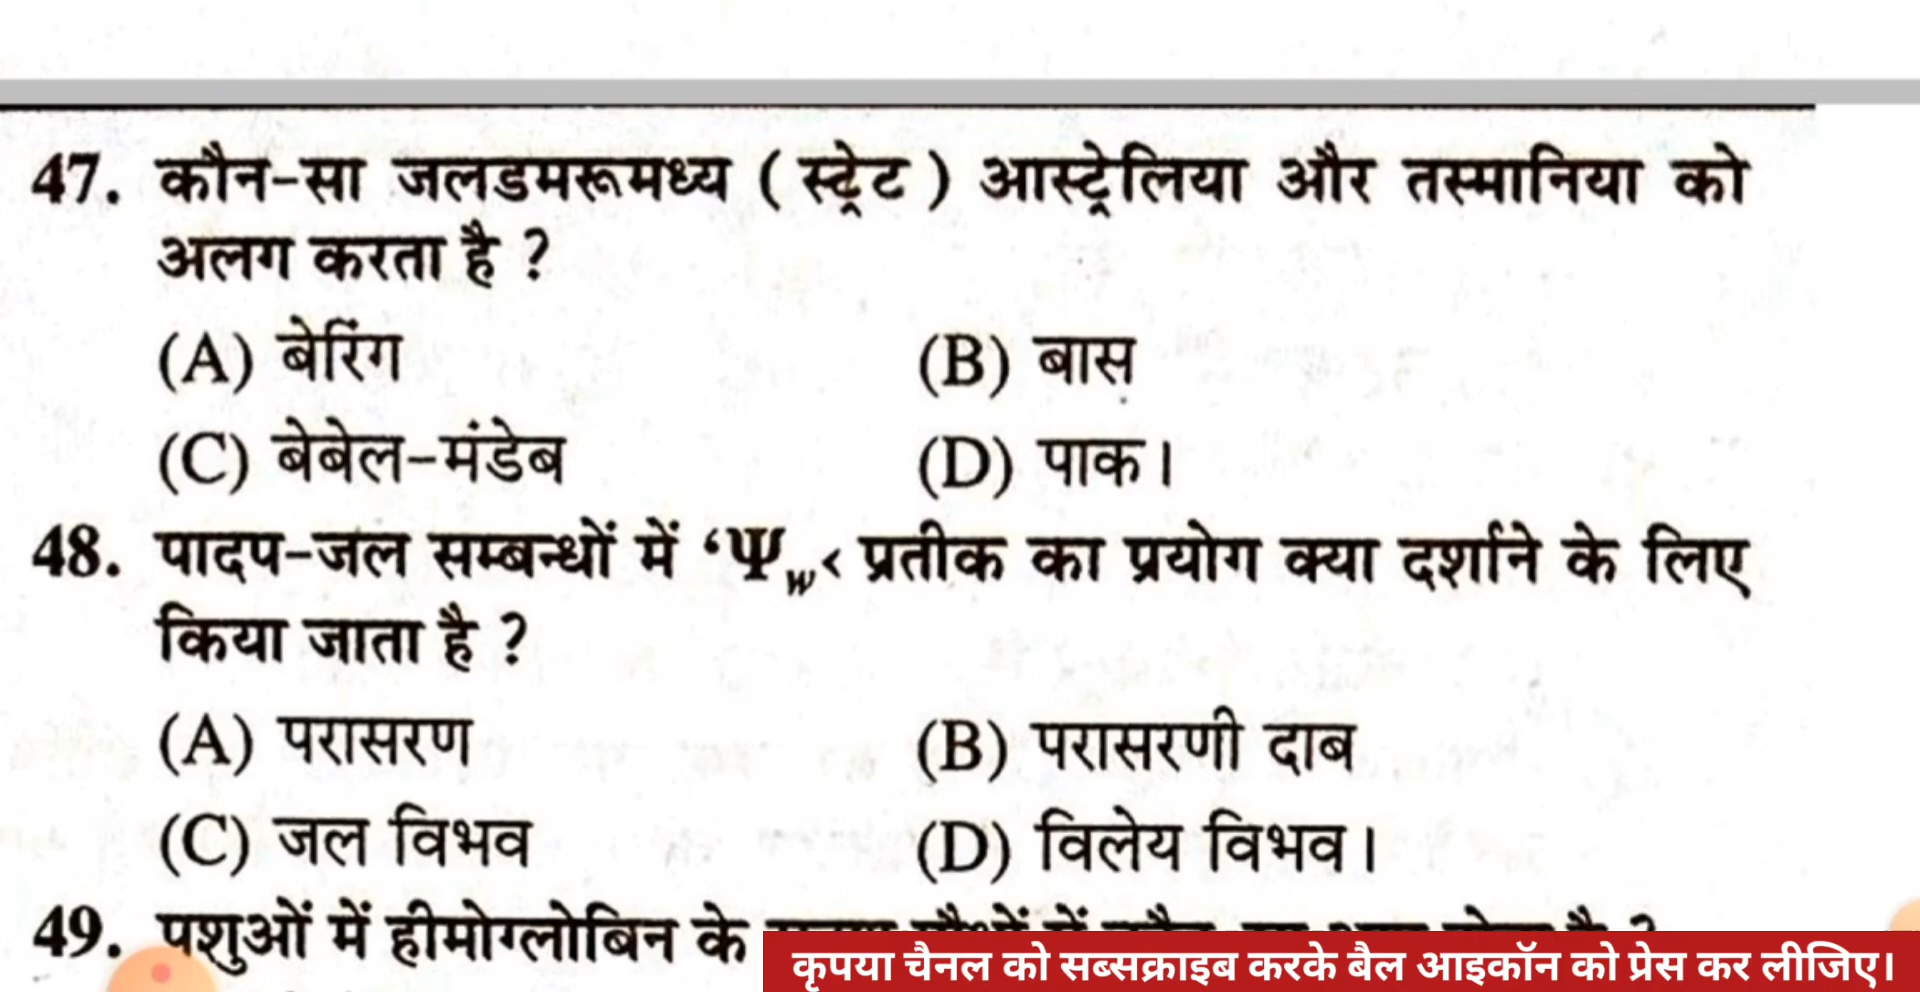 47. कौन-सा जलडमरूमध्य ( स्ट्रेट ) आस्ट्रेलिया और तस्मानिया को
अलग करता है ?
(A) बेरिंग (B) बास
(C) बेबेल-मंडेब (D) पाक।
48. पादप-जल सम्बन्धों में ‘Ψw‹ प्रतीक का प्रयोग क्या दर्शाने के लिए
किया जाता है ?
(A) परासरण (B) परासरणी दाब
(C) जल विभव (D) विलेय विभव।
49. पशुओं में हीमोग्लोबिन के
कृपया चैनल को सब्सक्राइब करके बैल आइकॉन को प्रेस कर लीजिए।